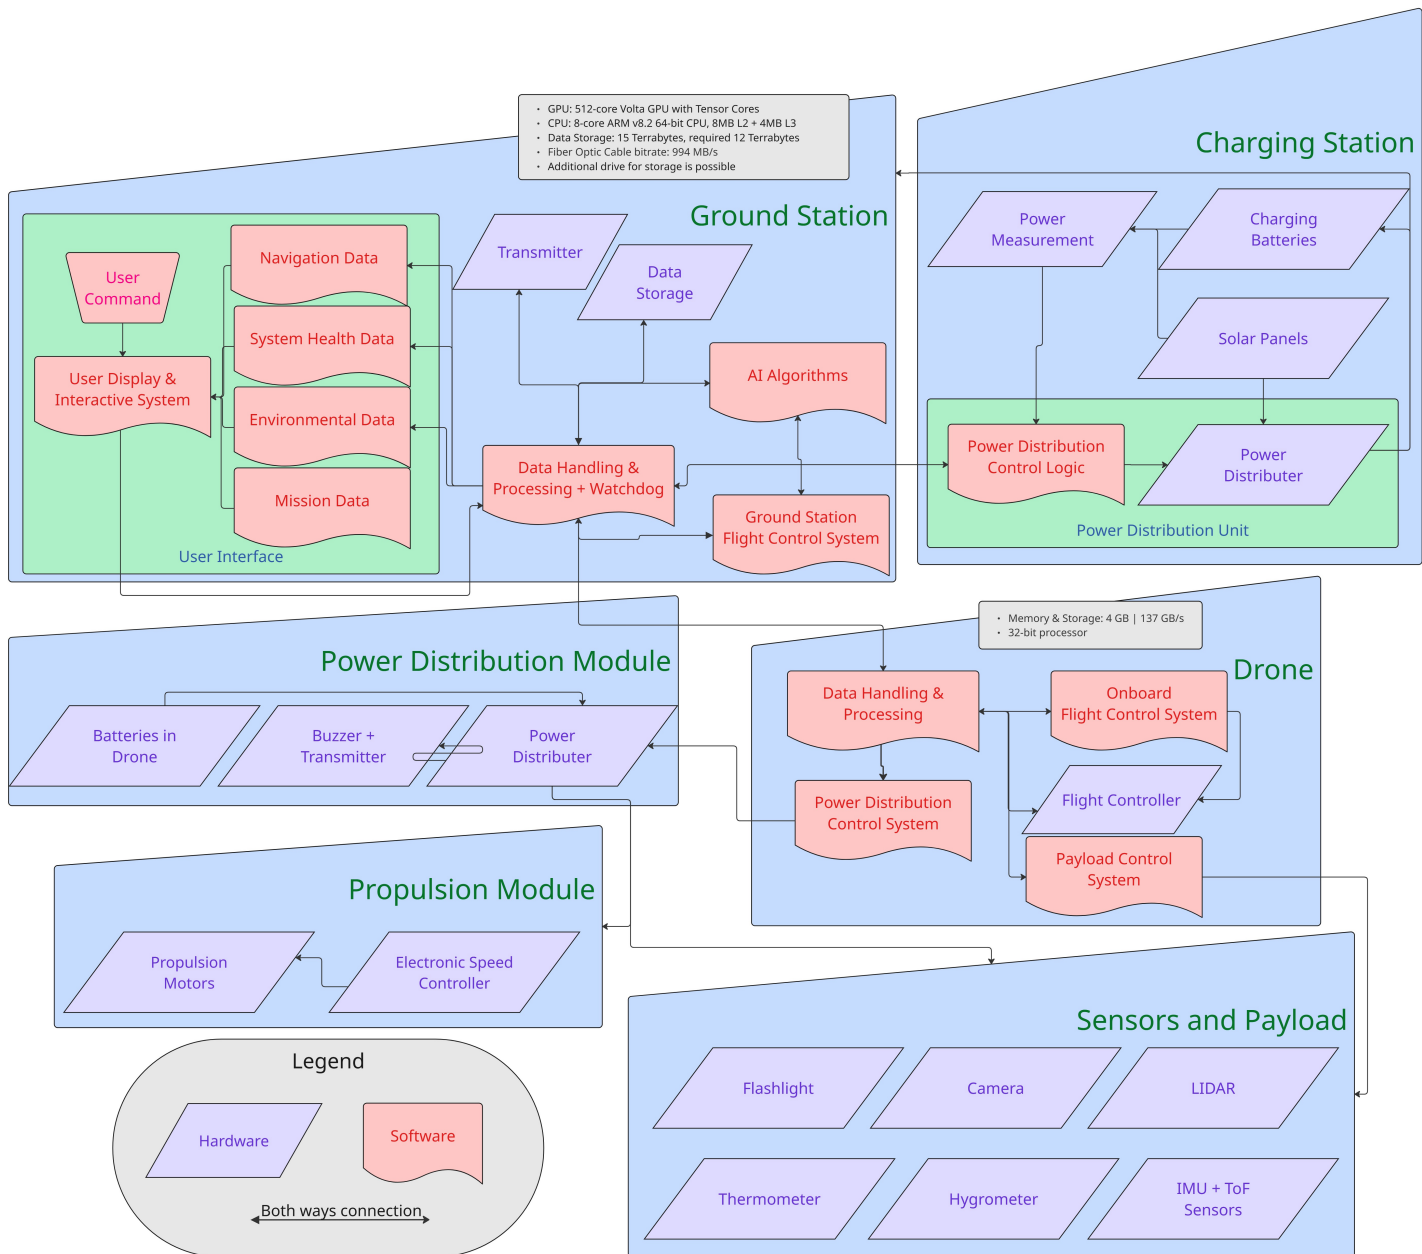 • GPU: 512-core Volta GPU with Tensor Cores
• CPU: 8-core ARM v8.2 64-bit CPU, 8MB L2 + 4MB L3
• Data Storage: 15 Terrabytes, required 12 Terrabytes
• Fiber Optic Cable bitrate: 994 MB/s
• Additional drive for storage is possible
Ground Station
User
Command
User Display &
Interactive System
Navigation Data
System Health Data
Environmental Data
Mission Data
User Interface
Transmitter
Data
Storage
AI Algorithms
Data Handling &
Processing + Watchdog
Ground Station
Flight Control System
Charging Station
Power
Measurement
Charging
Batteries
Solar Panels
Power Distribution
Control Logic
Power
Distributer
Power Distribution Unit
Power Distribution Module
Batteries in
Drone
Buzzer +
Transmitter
Power
Distributer
• Memory & Storage: 4 GB | 137 GB/s
• 32-bit processor
Drone
Data Handling &
Processing
Onboard
Flight Control System
Power Distribution
Control System
Flight Controller
Payload Control
System
Propulsion Module
Propulsion
Motors
Electronic Speed
Controller
Sensors and Payload
Flashlight
Camera
LIDAR
Thermometer
Hygrometer
IMU + ToF
Sensors
Legend
Hardware
Software
Both ways connection